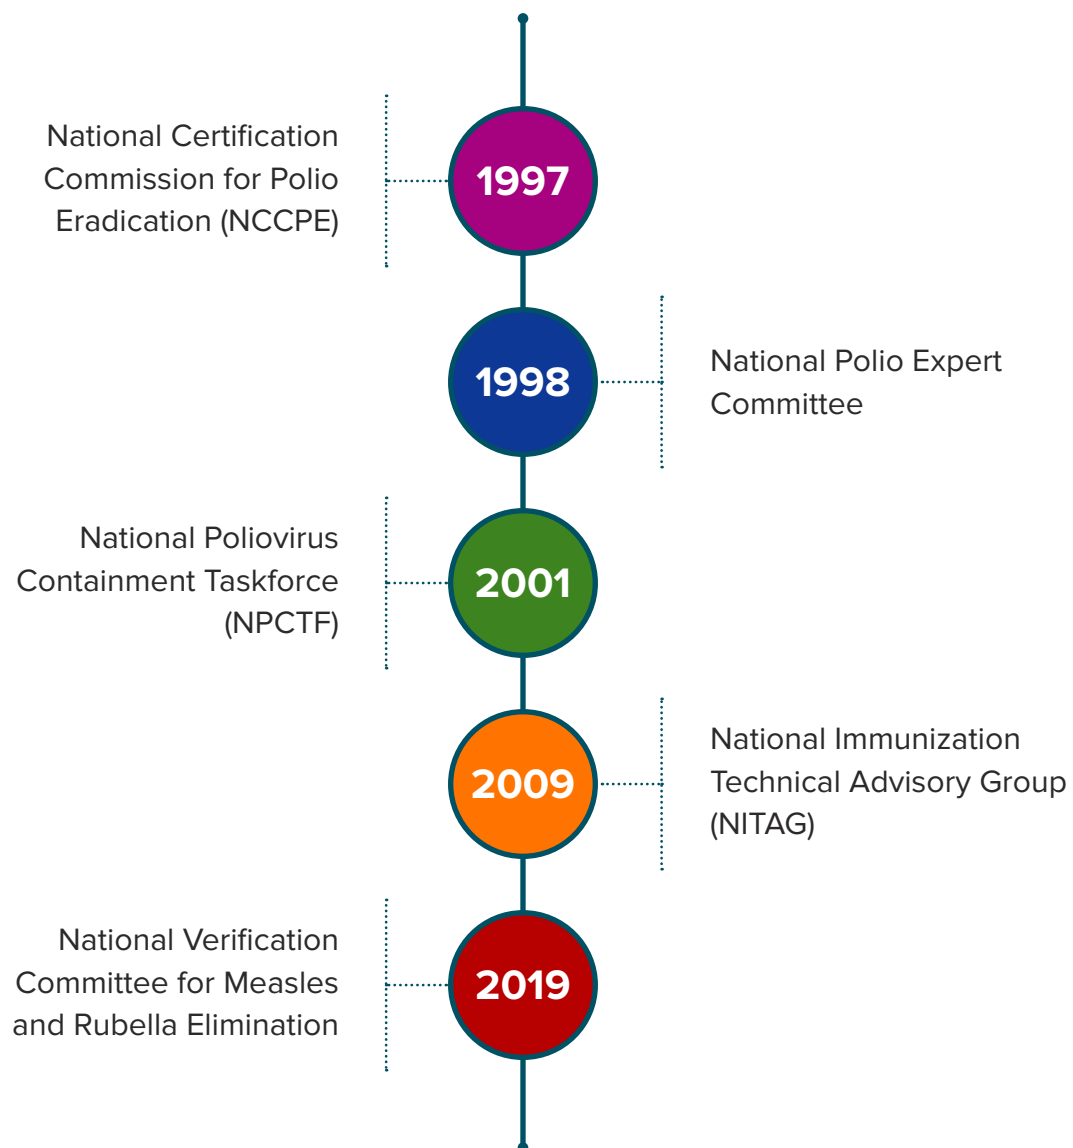 National Certification
Commission for Polio
Eradication (NCCPE)
1997
1998
National Polio Expert
Committee
National Poliovirus
Containment Taskforce
(NPCTF)
2001
2009
National Immunization
Technical Advisory Group
(NITAG)
National Verification
Committee for Measles
and Rubella Elimination
2019